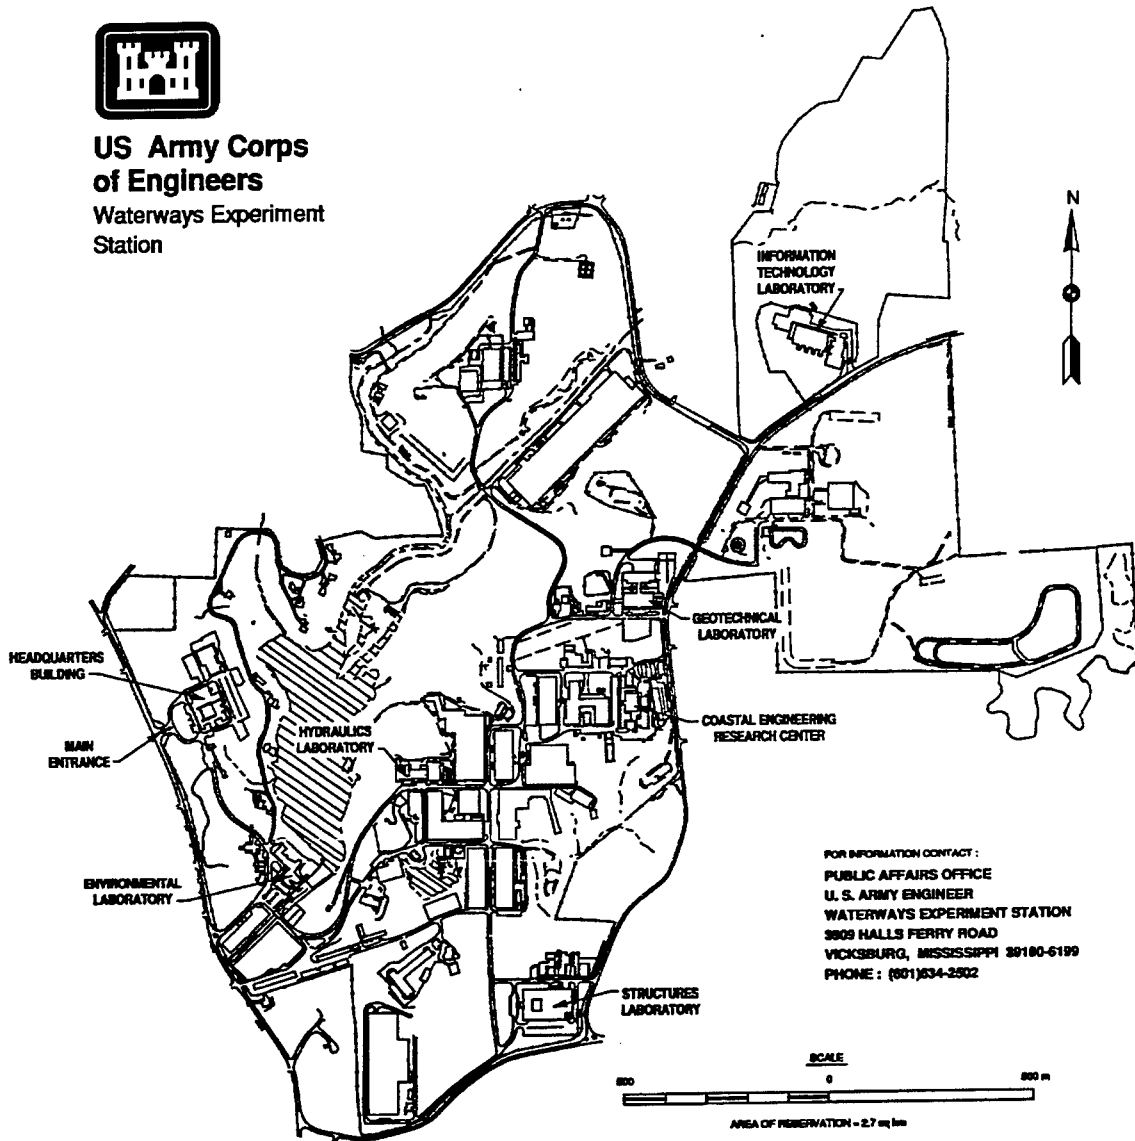 US Army Corps
of Engineers
Waterways Experiment
Station
N
INFORMATION
TECHNOLOGY
LABORATORY
GEOTECHNICAL
LABORATORY
HEADQUARTERS
BUILDING
MAIN
ENTRANCE
HYDRAULICS
LABORATORY
COASTAL ENGINEERING
RESEARCH CENTER
ENVIRONMENTAL
LABORATORY
FOR INFORMATION CONTACT :
PUBLIC AFFAIRS OFFICE
U. S. ARMY ENGINEER
WATERWAYS EXPERIMENT STATION
3909 HALLS FERRY ROAD
VICKSBURG, MISSISSIPPI 39180-6199
PHONE : (601)634-2502
STRUCTURES
LABORATORY
SCALE
500 0 500 m
AREA OF RESERVATION = 2.7 sq km